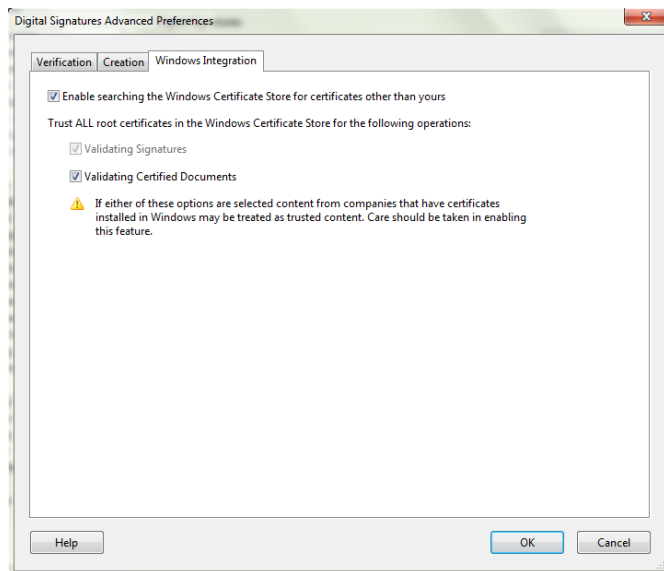 Digital Signatures Advanced Preferences
Verification Creation Windows Integration
Enable searching the Windows Certificate Store for certificates other than yours
Trust ALL root certificates in the Windows Certificate Store for the following operations:
Validating Signatures
Validating Certified Documents
If either of these options are selected content from companies that have certificates
installed in Windows may be treated as trusted content. Care should be taken in enabling
this feature.
Help OK Cancel